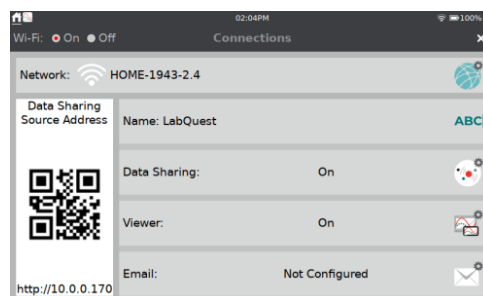 02:04PM 100%
Wi-Fi: On Off Connections
Network: HOME-1943-2.4
Data Sharing
Source Address
Name: LabQuest ABC
Data Sharing: On
Viewer: On
Email: Not Configured
http://10.0.0.170